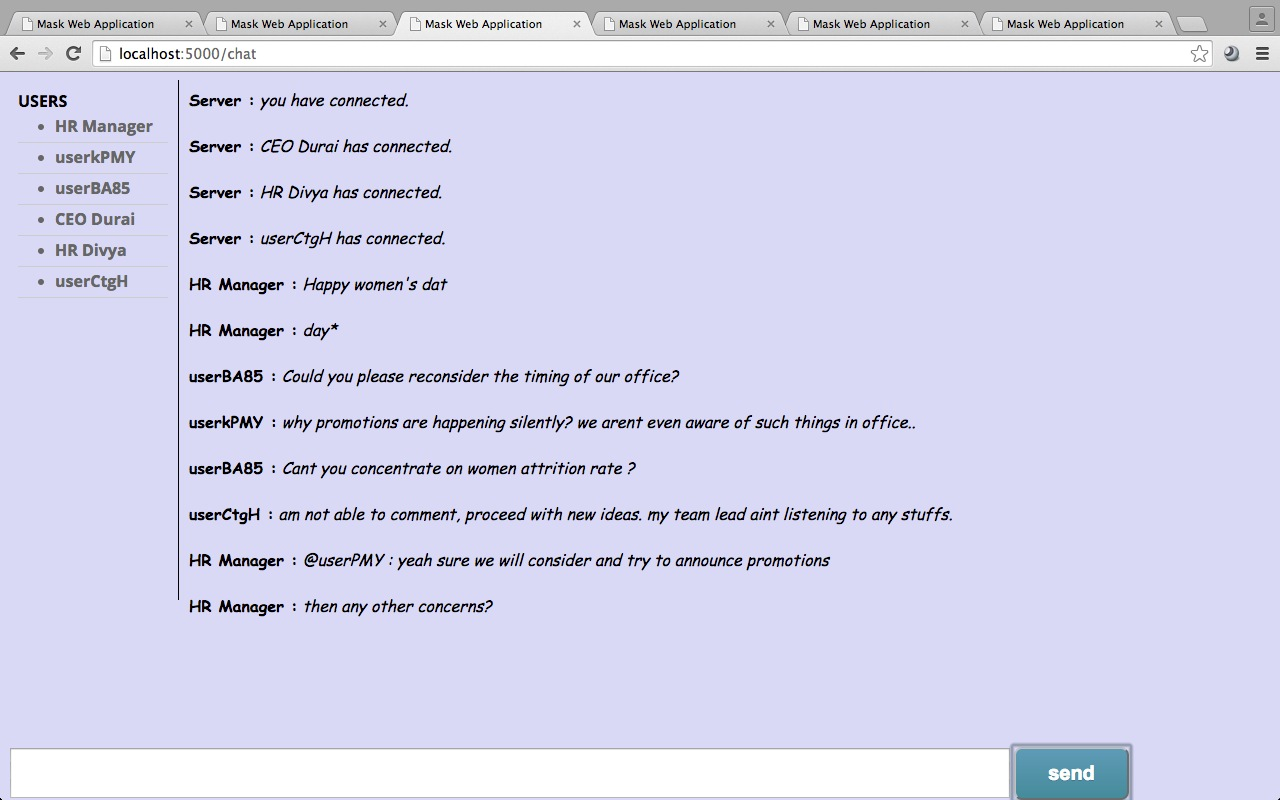 Mask Web Application
Mask Web Application
Mask Web Application
Mask Web Application
Mask Web Application
Mask Web Application
localhost:5000/chat
USERS
HR Manager
userkPMY
userBA85
CEO Durai
HR Divya
userCtgH
Server : you have connected.
Server : CEO Durai has connected.
Server : HR Divya has connected.
Server : userCtgH has connected.
HR Manager : Happy women's dat
HR Manager : day*
userBA85 : Could you please reconsider the timing of our office?
userkPMY : why promotions are happening silently? we arent even aware of such things in office..
userBA85 : Cant you concentrate on women attrition rate ?
userCtgH : am not able to comment, proceed with new ideas. my team lead aint listening to any stuffs.
HR Manager : @userPMY : yeah sure we will consider and try to announce promotions
HR Manager : then any other concerns?
send